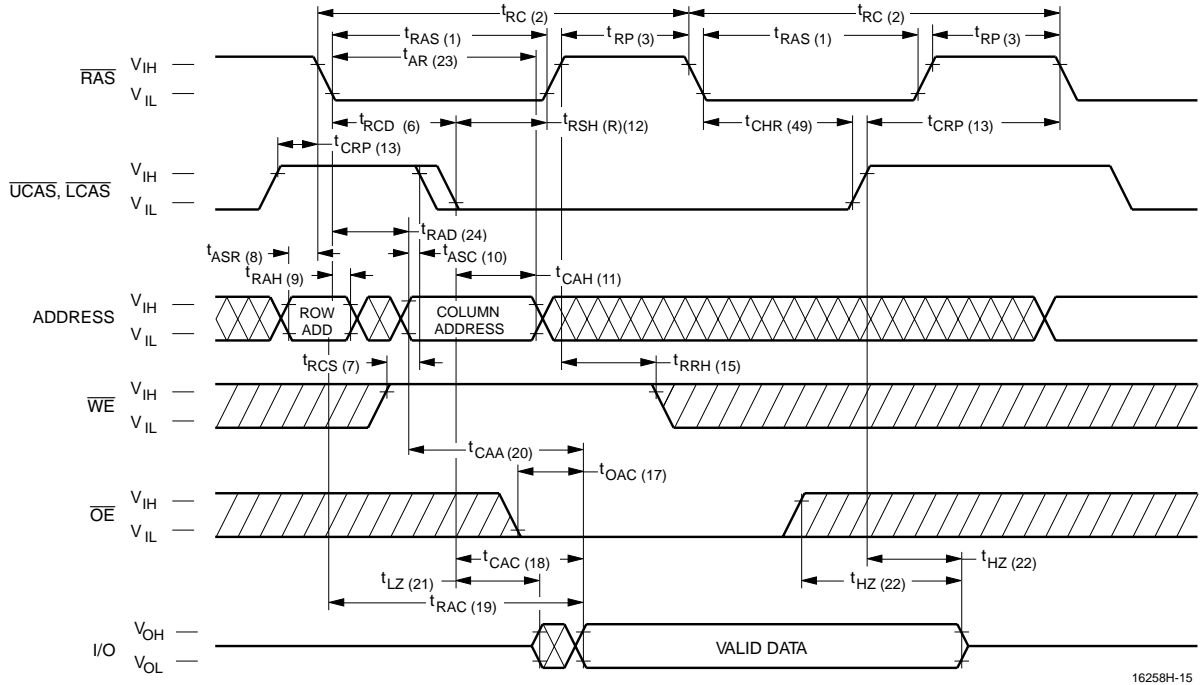 tRC (2) tRC (2)
tRAS (1) tRP (3) tRAS (1) tRP (3)
tAR (23)
RAS VIH
VIL
tRCD (6) tRSH (R)(12) tCHR (49) tCRP (13)
tCRP (13)
UCAS, LCAS VIH
VIL
tRAD (24)
tASR (8) tASC (10)
tRAH (9) tCAH (11)
ADDRESS VIH
VIL
ROW
ADD
COLUMN
ADDRESS
tRCS (7) tRRH (15)
WE VIH
VIL
tCAA (20)
tOAC (17)
OE VIH
VIL
tCAC (18) tHZ (22)
tLZ (21) tHZ (22)
tRAC (19)
I/O VOH
VOL
VALID DATA
16258H-15